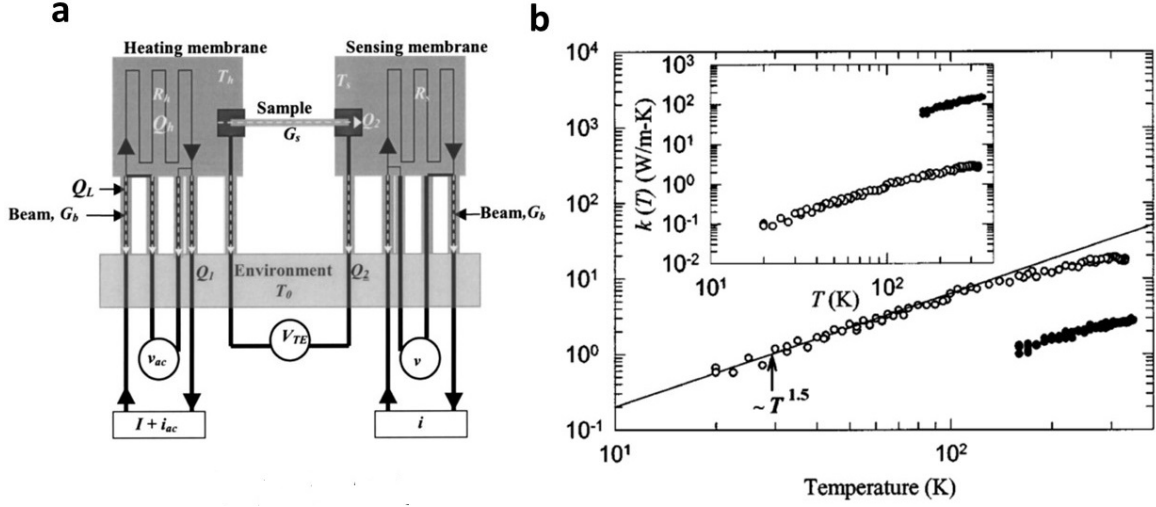 a
Heating membrane
Sensing membrane
T_h
T_s
R_h
R_s
Q_h
Sample
Q_2
G_s
Q_L
Beam, G_b
Beam,G_b
Q_1
Environment
Q_2
T_0
V_TE
v_ac
v
I + i_ac
i
b
10^4
10^3
10^2
10^1
10^0
10^-1
10^1
10^2
Temperature (K)
~ T^1.5
k (T) (W/m-K)
10^3
10^2
10^1
10^0
10^-1
10^-2
10^1
10^2
T (K)